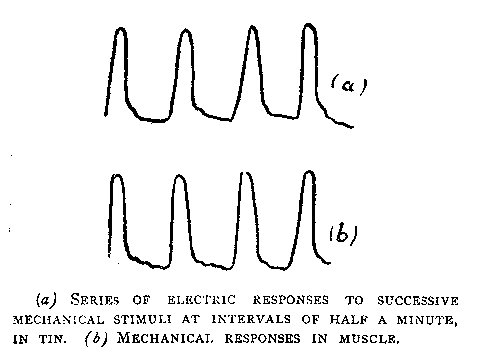 (a)
(b)
(a) SERIES OF ELECTRIC RESPONSES TO SUCCESSIVE
MECHANICAL STIMULI AT INTERVALS OF HALF A MINUTE,
IN TIN. (b) MECHANICAL RESPONSES IN MUSCLE.